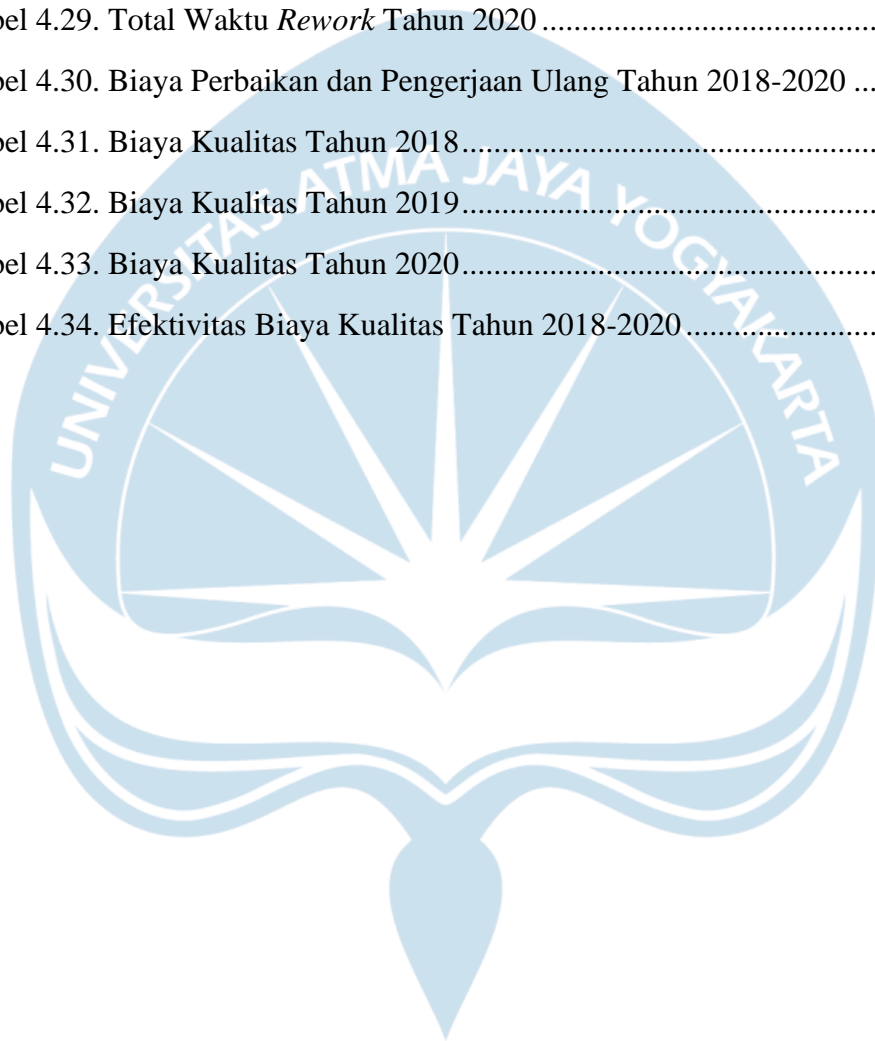 bel 4.29. Total Waktu Rework Tahun 2020........................................
bel 4.30. Biaya Perbaikan dan Pengerjaan Ulang Tahun 2018-2020 ...
bel 4.31. Biaya Kualitas Tahun 2018..................................................
bel 4.32. Biaya Kualitas Tahun 2019..................................................
bel 4.33. Biaya Kualitas Tahun 2020..................................................
bel 4.34. Efektivitas Biaya Kualitas Tahun 2018-2020.......................
UNIVERSITAS ATMA JAYA YOGYAKARTA